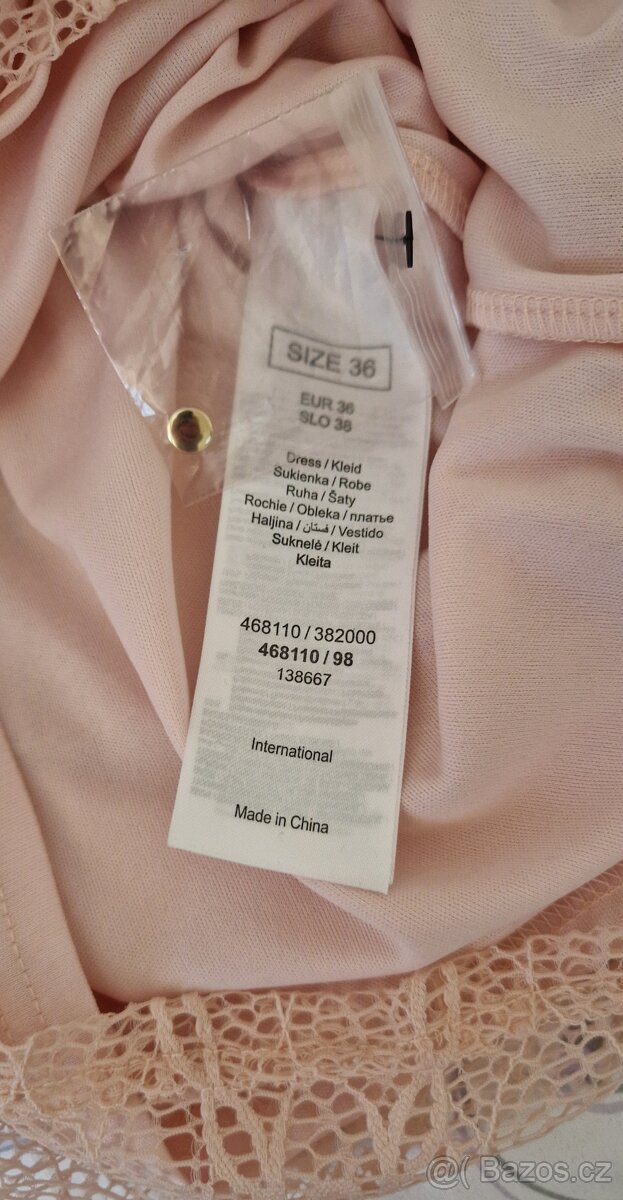 SIZE 36
EUR 36
SLO 38
Dress / Kleid
Sukienka / Robe
Ruha / Šaty
Rochie / Obleka / платье
Haljina / فستان / Vestido
Suknelė / Kleit
Kleita
468110 / 382000
468110 / 98
138667
International
Made in China
Bazos.cz